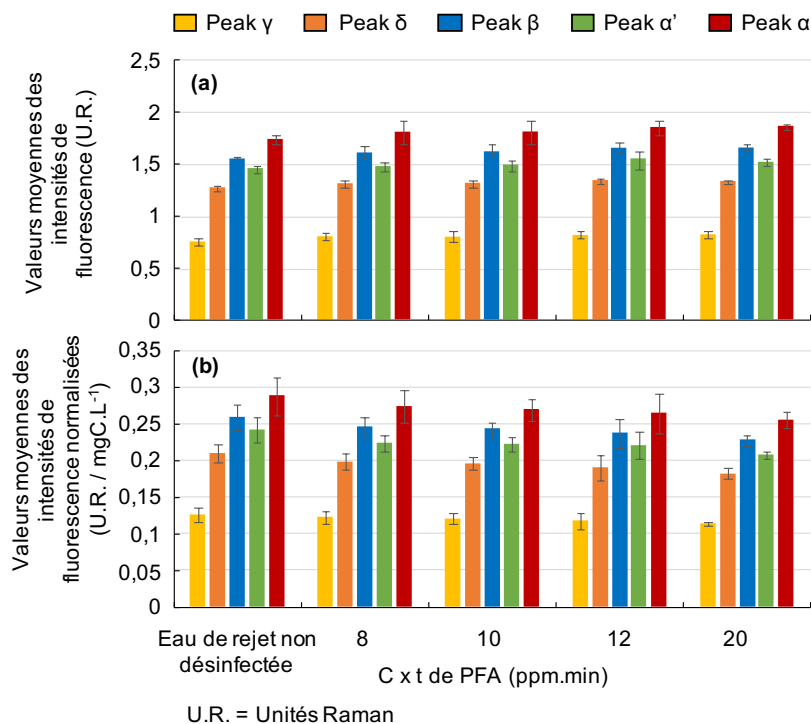 Peak γ Peak δ Peak β Peak α’ Peak α
(a)
Valeurs moyennes des
intensités de
fluorescence (U.R.)
2,5
2
1,5
1
0,5
0
(b)
Valeurs moyennes des
intensités de
fluorescence normalisées
(U.R. / mgC.L-1)
0,35
0,3
0,25
0,2
0,15
0,1
0,05
0
Eau de rejet non
désinfectée
8 10 12 20
C x t de PFA (ppm.min)
U.R. = Unités Raman